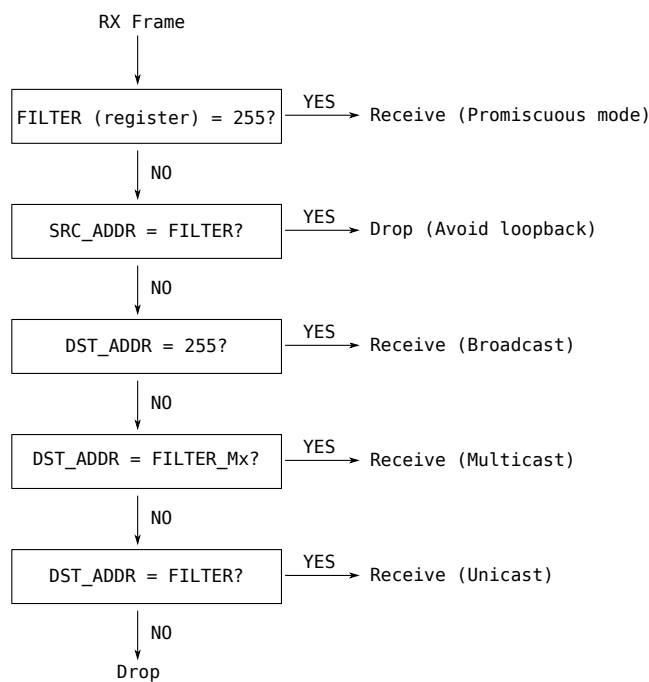 RX Frame
FILTER (register) = 255?
YES
Receive (Promiscuous mode)
NO
SRC_ADDR = FILTER?
YES
Drop (Avoid loopback)
NO
DST_ADDR = 255?
YES
Receive (Broadcast)
NO
DST_ADDR = FILTER_Mx?
YES
Receive (Multicast)
NO
DST_ADDR = FILTER?
YES
Receive (Unicast)
NO
Drop